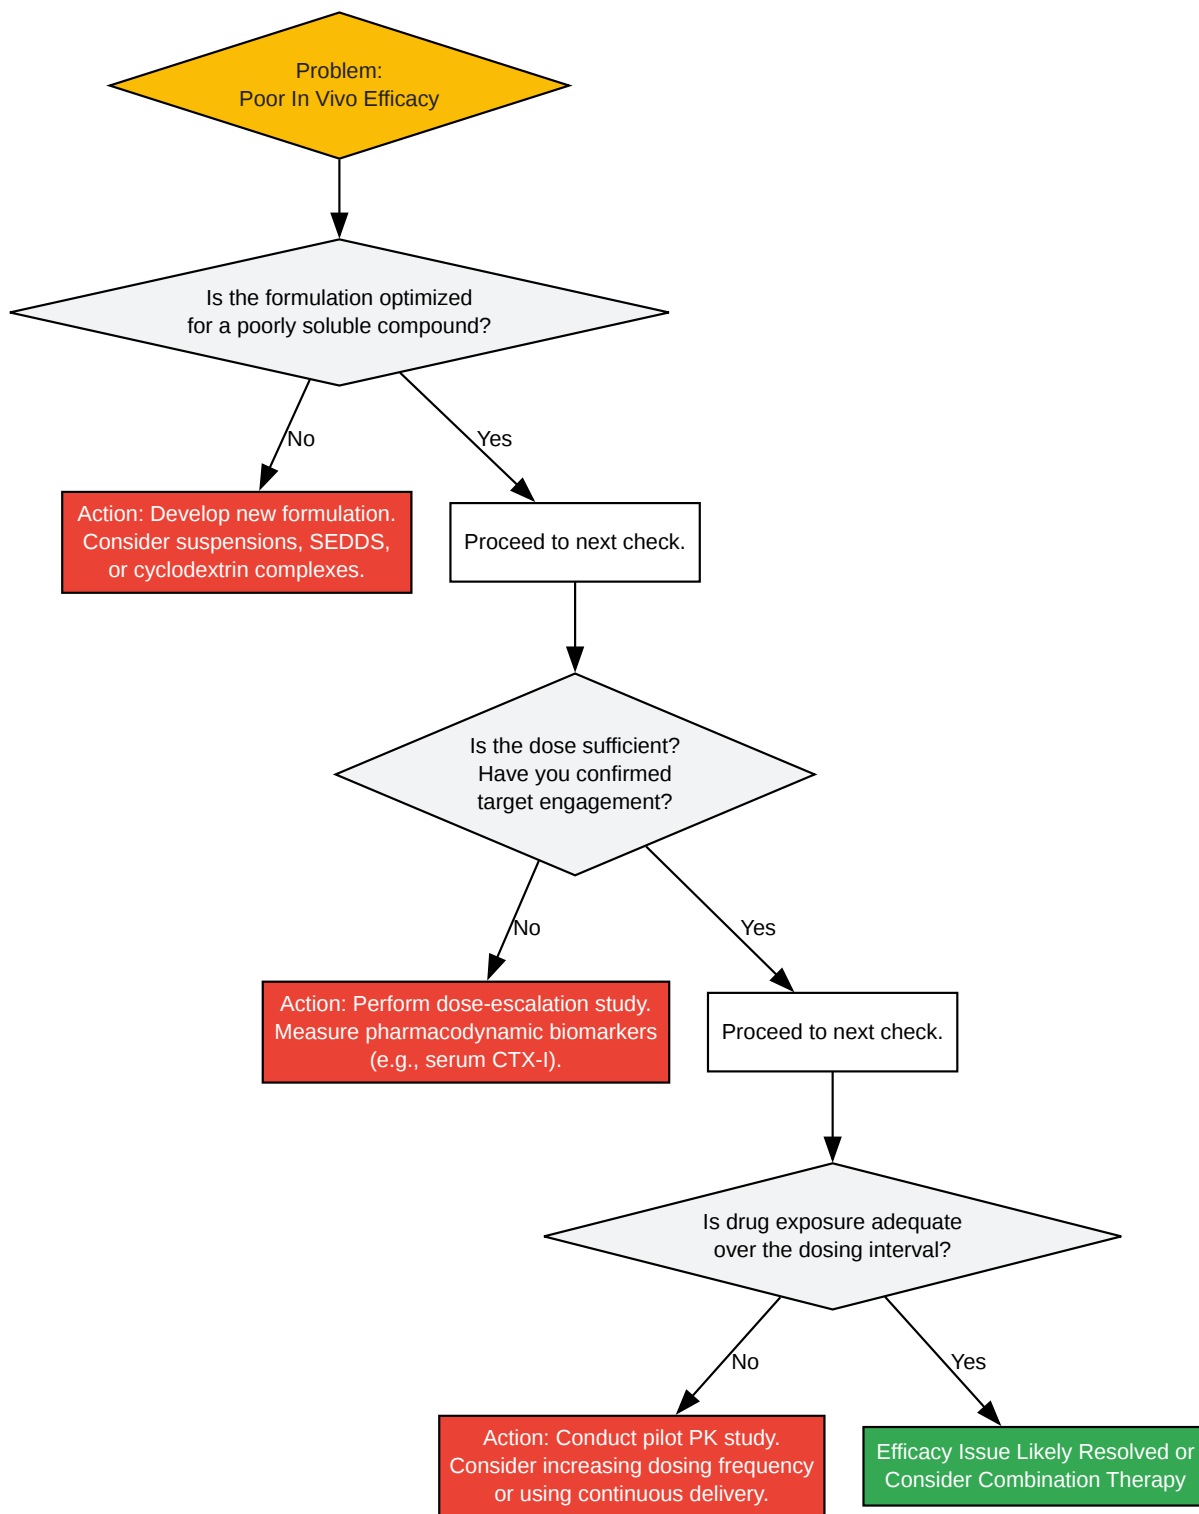 Problem:
Poor In Vivo Efficacy
Is the formulation optimized
for a poorly soluble compound?
No
Yes
Action: Develop new formulation.
Consider suspensions, SEDDS,
or cyclodextrin complexes.
Proceed to next check.
Is the dose sufficient?
Have you confirmed
target engagement?
No
Yes
Action: Perform dose-escalation study.
Measure pharmacodynamic biomarkers
(e.g., serum CTX-I).
Proceed to next check.
Is drug exposure adequate
over the dosing interval?
No
Yes
Action: Conduct pilot PK study.
Consider increasing dosing frequency
or using continuous delivery.
Efficacy Issue Likely Resolved or
Consider Combination Therapy